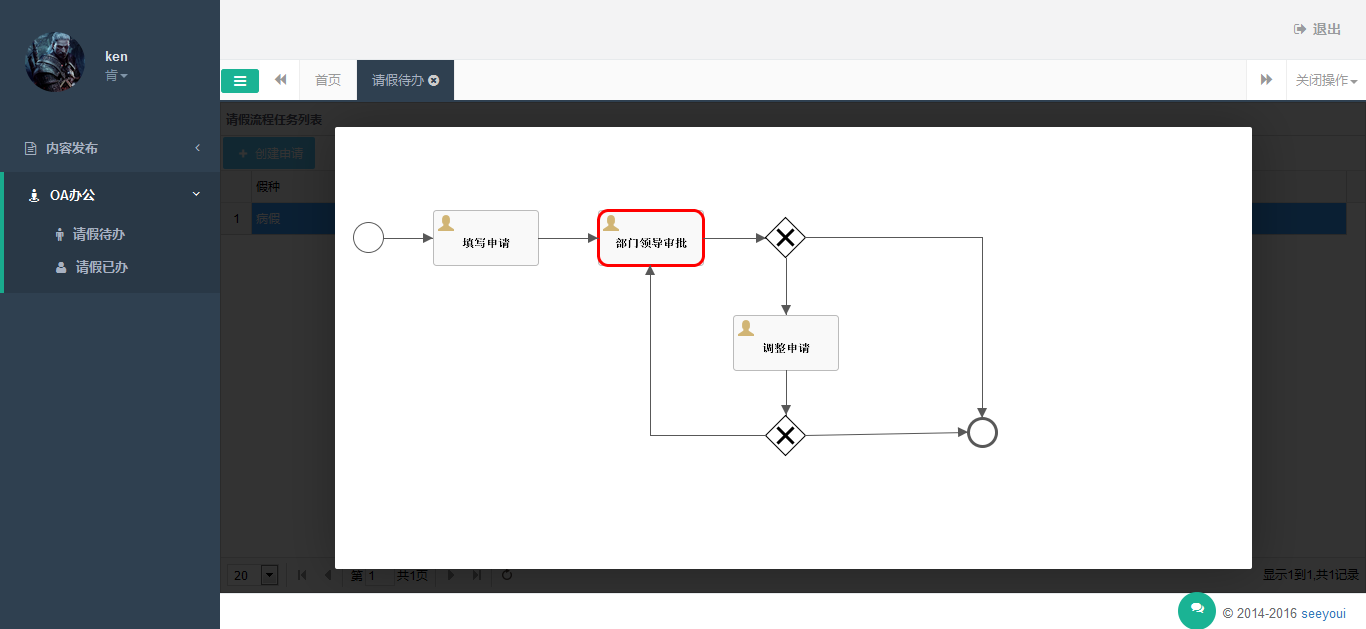 ken
肯
退出
首页
请假待办
关闭操作
内容发布
OA办公
请假待办
请假已办
请假流程任务列表
创建申请
假种
1
病假
填写申请
部门领导审批
调整申请
20
第 1 共1页
显示1到1,共1记录
© 2014-2016 seeyoui